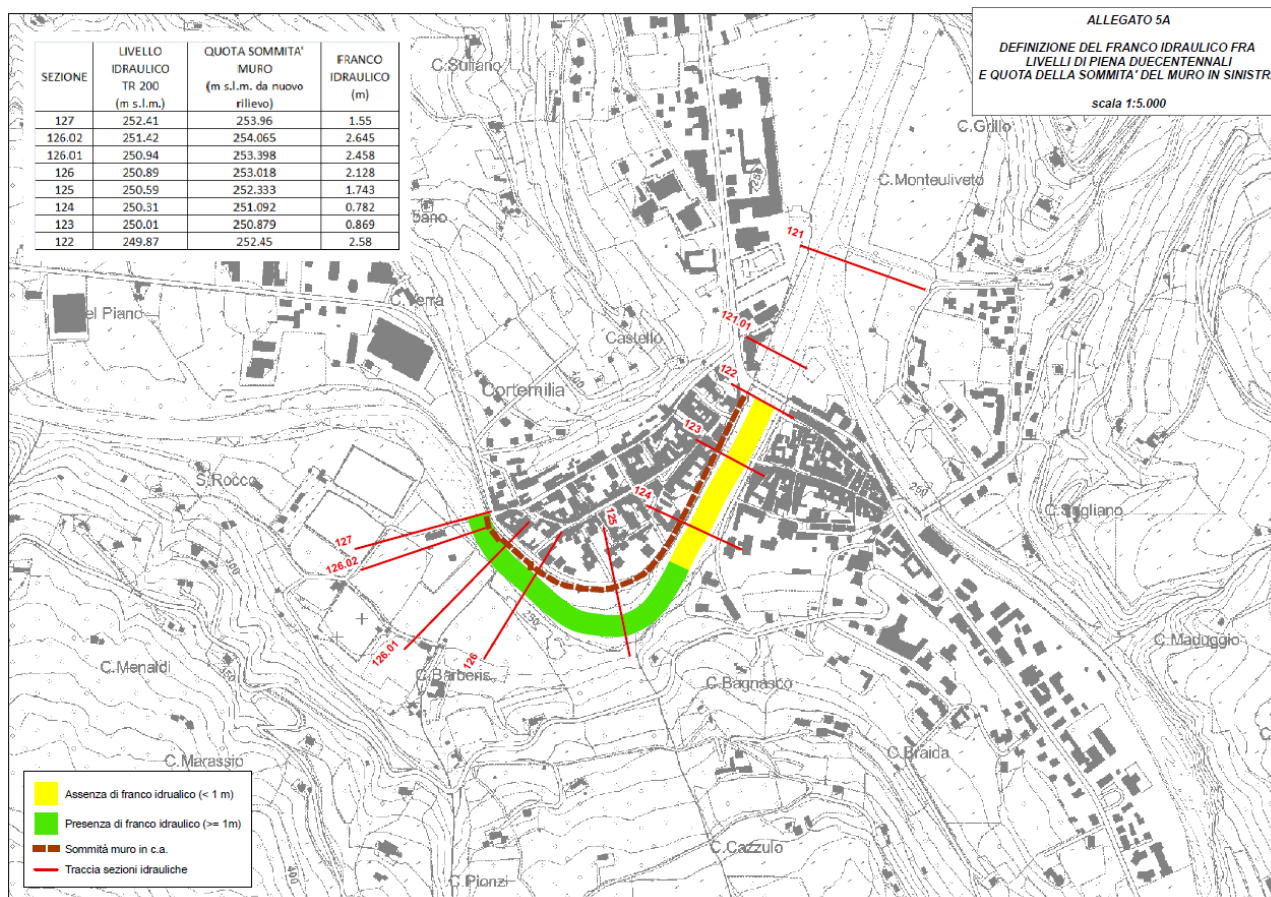 ALLEGATO 5A
DEFINIZIONE DEL FRANCO IDRAULICO FRA
LIVELLI DI PIENA DUECENTENNALI
E QUOTA DELLA SOMMITA' DEL MURO IN SINISTR
scala 1:5.000
SEZIONE LIVELLO IDRAULICO TR 200 (m s.l.m.) QUOTA SOMMITA' MURO (m s.l.m. da nuovo rilievo) FRANCO IDRAULICO (m)
127 252.41 253.96 1.55
126.02 251.42 254.065 2.645
126.01 250.94 253.398 2.458
126 250.89 253.018 2.128
125 250.59 252.333 1.743
124 250.31 251.092 0.782
123 250.01 250.879 0.869
122 249.87 252.45 2.58
C.Grillo
C.Monteuliveto
121
el Piano
C.Verra
Castello
121.01
Cortemilia
122
123
S.Rocco
124
125
250
127
126.02
126.01
126
250
300
C.Menaldi
C.Barberis
C.Bagnasco
C.Maduggio
C.Marassio
C.Braida
C.Cazzulo
C.Pionzi
400
Assenza di franco idrualico (< 1 m)
Presenza di franco idraulico (>= 1m)
Sommità muro in c.a.
Traccia sezioni idrauliche